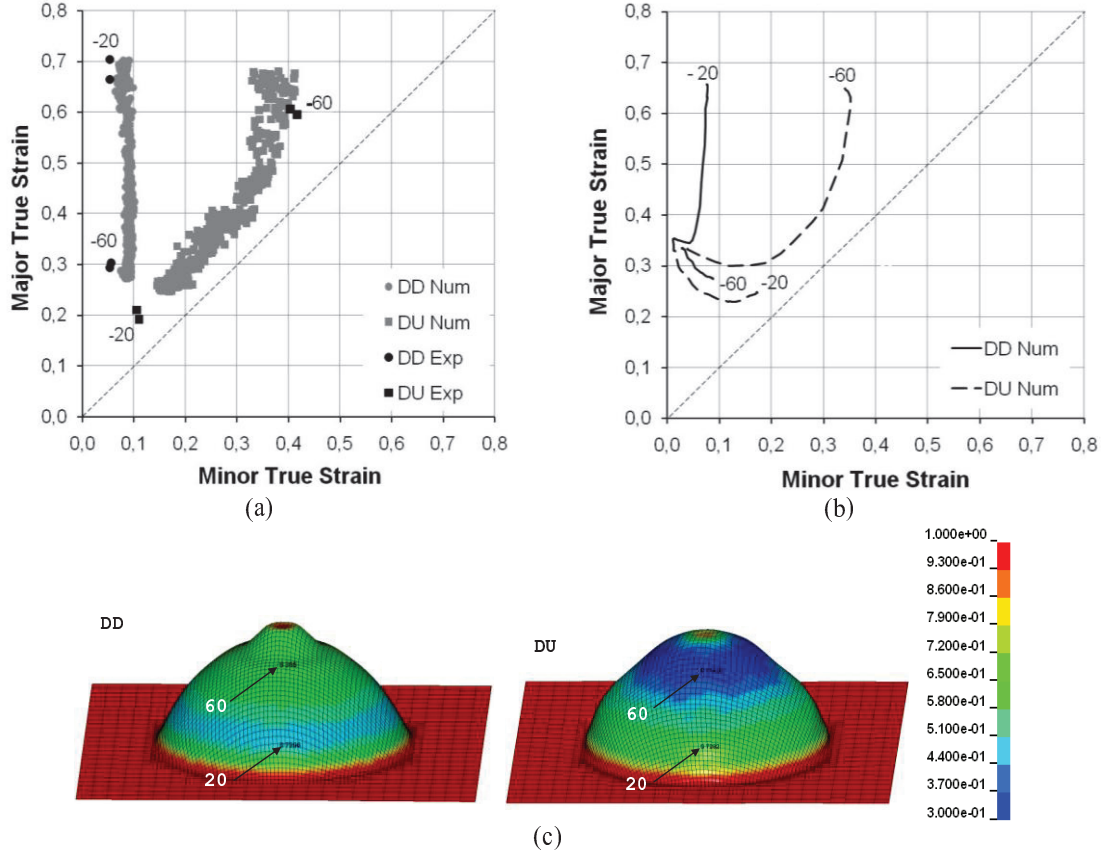 0,8
0,7
0,6
0,5
0,4
0,3
0,2
0,1
0,0
Major True Strain
-20
-60
-60
-20
DD Num
DU Num
DD Exp
DU Exp
0,0 0,1 0,2 0,3 0,4 0,5 0,6 0,7 0,8
Minor True Strain
(a)
0,8
0,7
0,6
0,5
0,4
0,3
0,2
0,1
0,0
Major True Strain
- 20
-60
-60
-20
DD Num
DU Num
0,0 0,1 0,2 0,3 0,4 0,5 0,6 0,7 0,8
Minor True Strain
(b)
DD
60
20
DU
60
20
1.000e+00
9.300e-01
8.600e-01
7.900e-01
7.200e-01
6.500e-01
5.800e-01
5.100e-01
4.400e-01
3.700e-01
3.000e-01
(c)